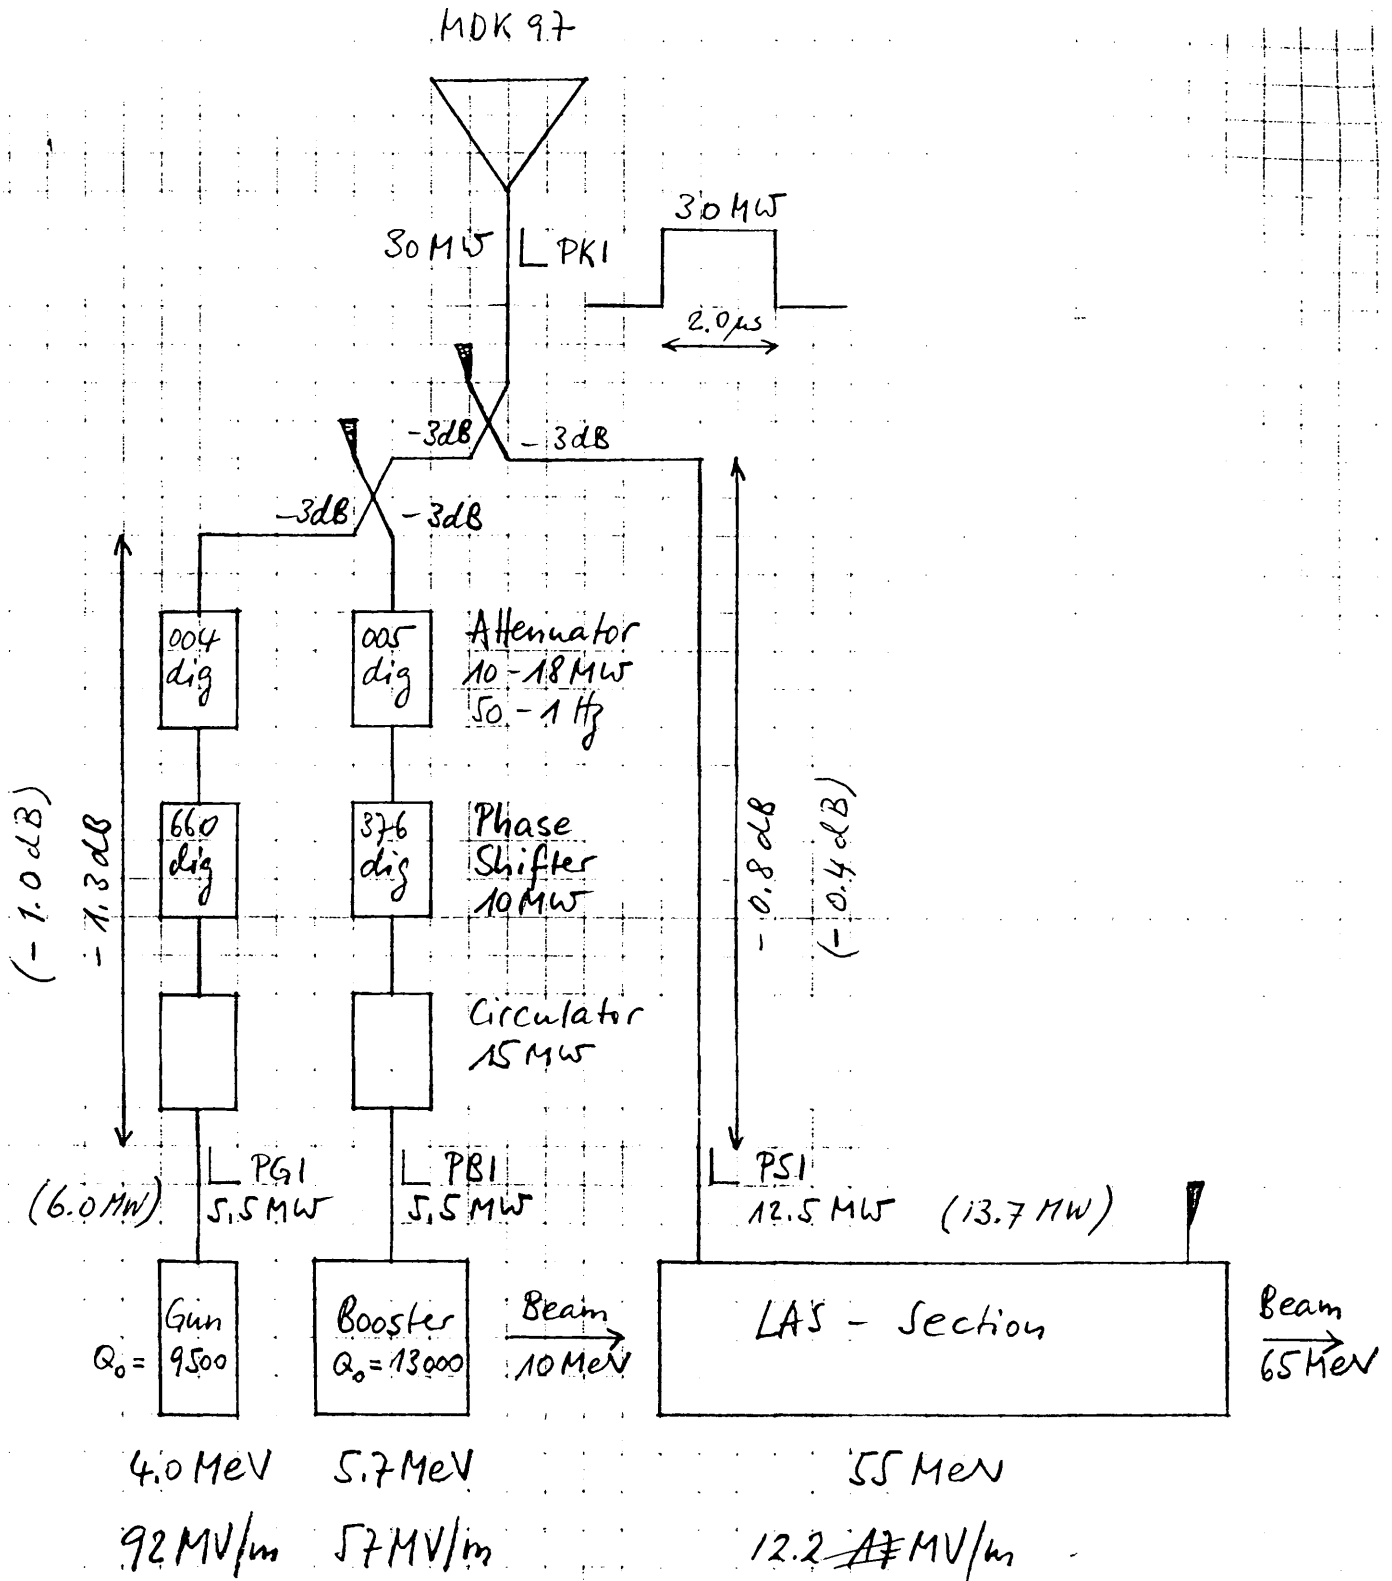 MDK 97
30 MW
PK1
30 MW
2.0 µs
-3dB
-3dB
-3dB
-3dB
004
dig
005
dig
Attenuator
10-18 MW
50-1 Hz
660
dig
376
dig
Phase
Shifter
10 MW
(-1.0 dB)
-1.3 dB
-0.8 dB
(-0.4 dB)
Circulator
15 MW
PG1
5.5 MW
(6.0 MW)
PB1
5.5 MW
PS1
12.5 MW
(13.7 MW)
Gun
Q₀ = 9500
Booster
Q₀ = 13000
Beam
10 MeV
LAS - Section
Beam
65 MeV
4.0 MeV
5.7 MeV
55 MeV
92 MV/m
57 MV/m
12.2 MV/m